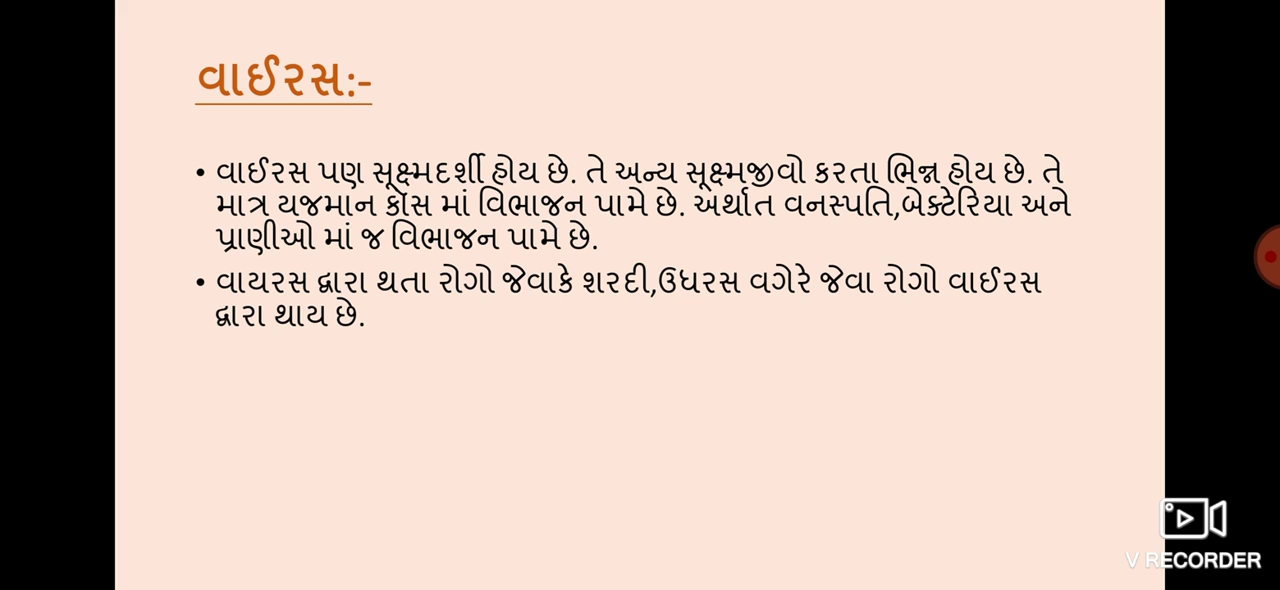 વાઈરસ:-
• વાઈરસ પણ સૂક્ષ્મદર્શી હોય છે. તે અન્ય સૂક્ષ્મજીવો કરતા ભિન્ન હોય છે. તે
માત્ર યજમાન કૉસ માં વિભાજન પામે છે. અર્થાત વનસ્પતિ,બેક્ટેરિયા અને
પ્રાણીઓ માં જ વિભાજન પામે છે.
• વાયરસ દ્વારા થતા રોગો જેવાકે શરદી,ઉધરસ વગેરે જેવા રોગો વાઈરસ
દ્વારા થાય છે.
V RECORDER